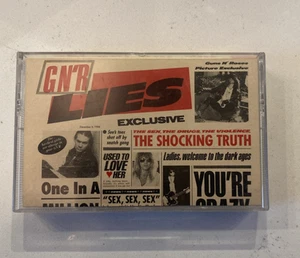 G.N'R
LIES
EXCLUSIVE
Guns N' Roses
Picture Exclusive
THE SEX, THE DRUGS, THE VIOLENCE
THE SHOCKING TRUTH
Ladies, welcome to the dark ages
USED TO
LOVE
HER
One In A
MILLION
"SEX, SEX, SEX"
YOU'RE
CRAZY